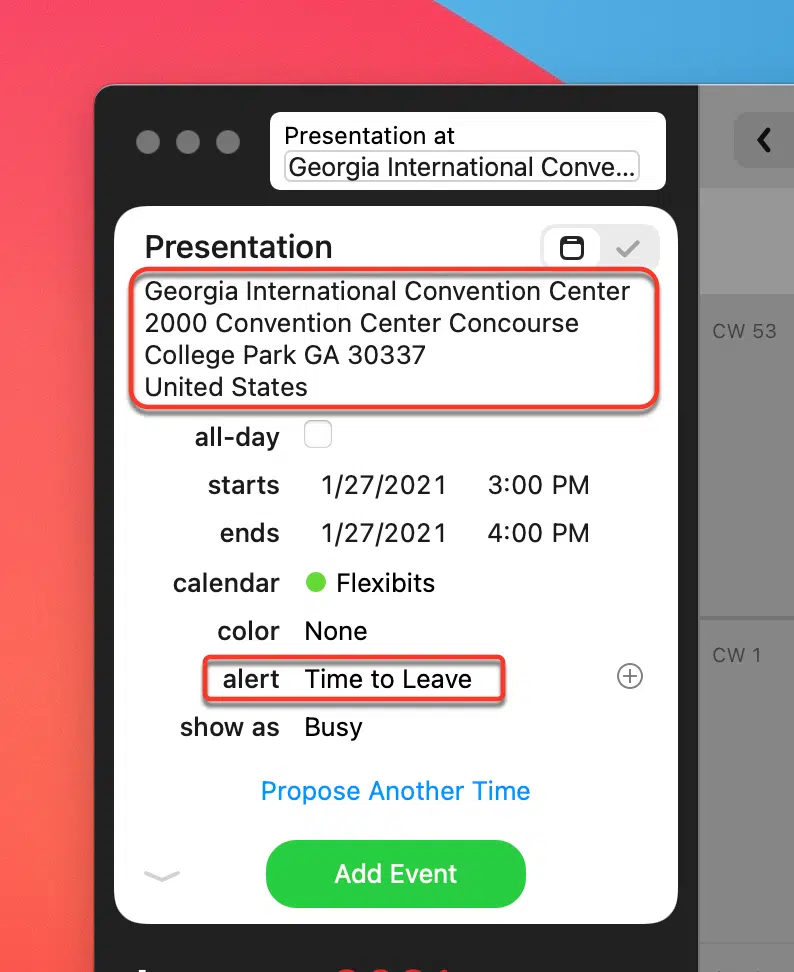 Presentation at
Georgia International Conve...
Presentation
Georgia International Convention Center
2000 Convention Center Concourse
College Park GA 30337
United States
CW 53
all-day
starts 1/27/2021 3:00 PM
ends 1/27/2021 4:00 PM
calendar Flexibits
color None
CW 1
alert Time to Leave
show as Busy
Propose Another Time
Add Event